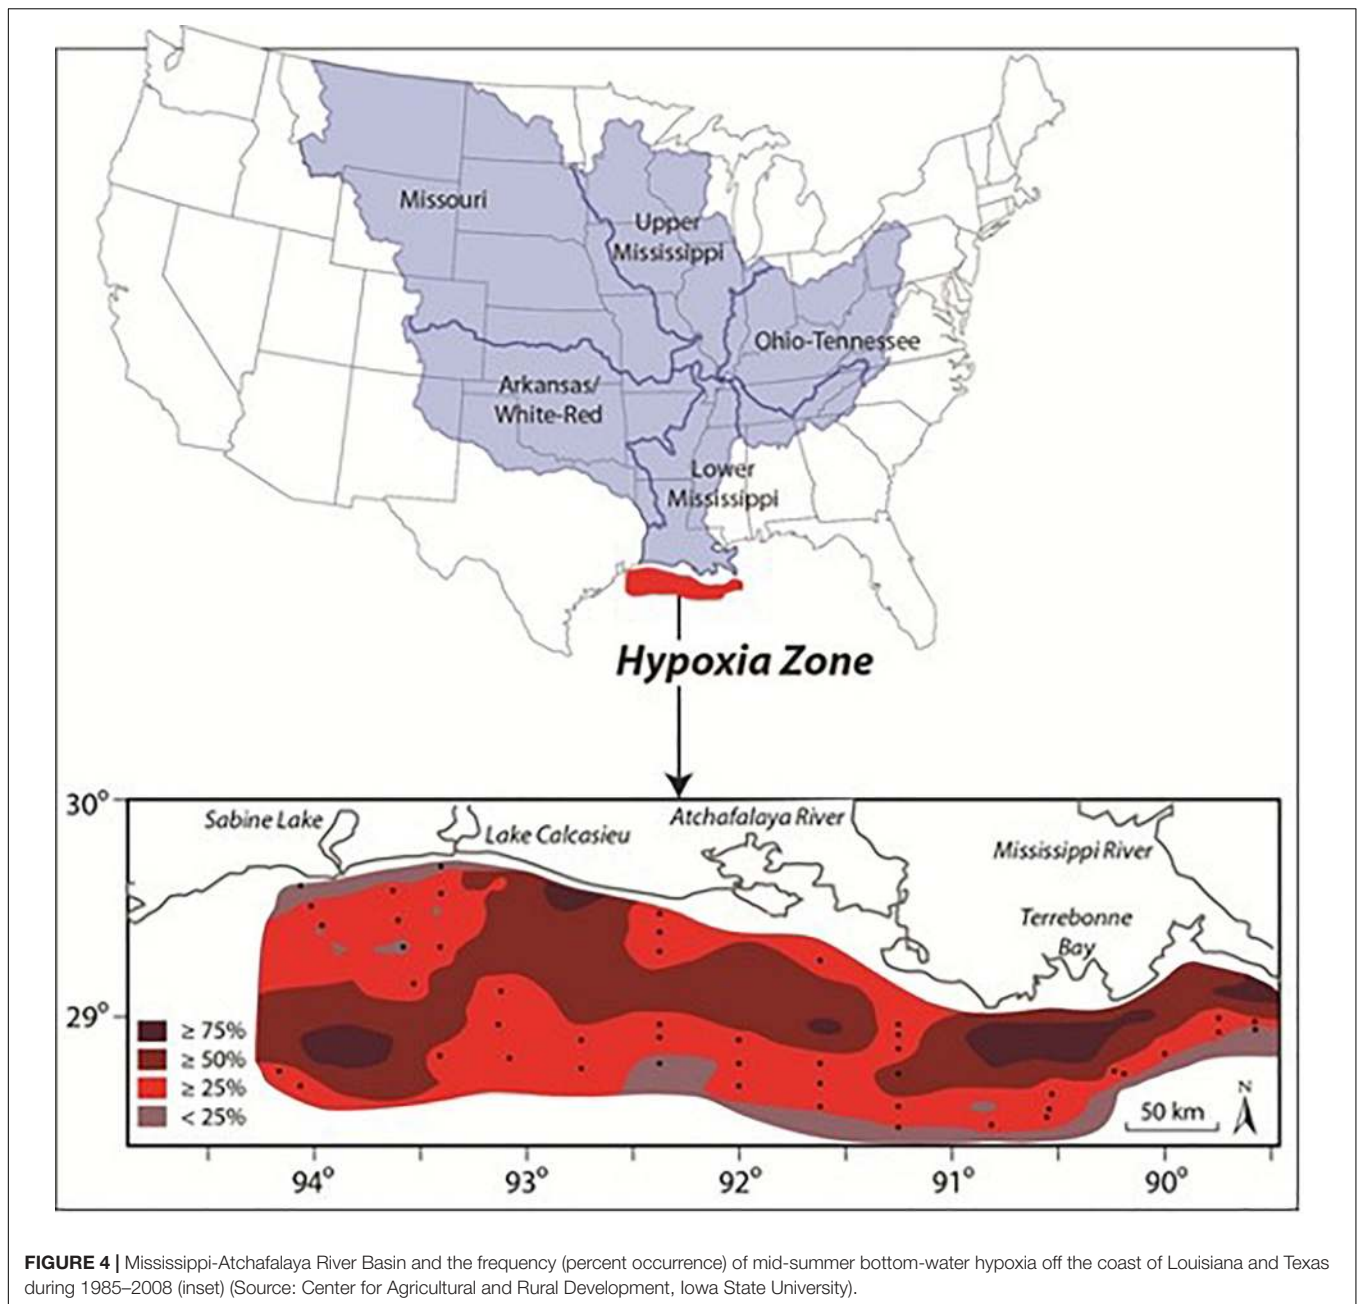 Missouri
Upper
Mississippi
Ohio-Tennessee
Arkansas/
White-Red
Lower
Mississippi
Hypoxia Zone
30°
Sabine Lake
Lake Calcasieu
Atchafalaya River
Mississippi River
Terrebonne
Bay
29°
≥ 75%
≥ 50%
≥ 25%
< 25%
N
50 km
94°
93°
92°
91°
90°
FIGURE 4 | Mississippi-Atchafalaya River Basin and the frequency (percent occurrence) of mid-summer bottom-water hypoxia off the coast of Louisiana and Texas
during 1985–2008 (inset) (Source: Center for Agricultural and Rural Development, Iowa State University).